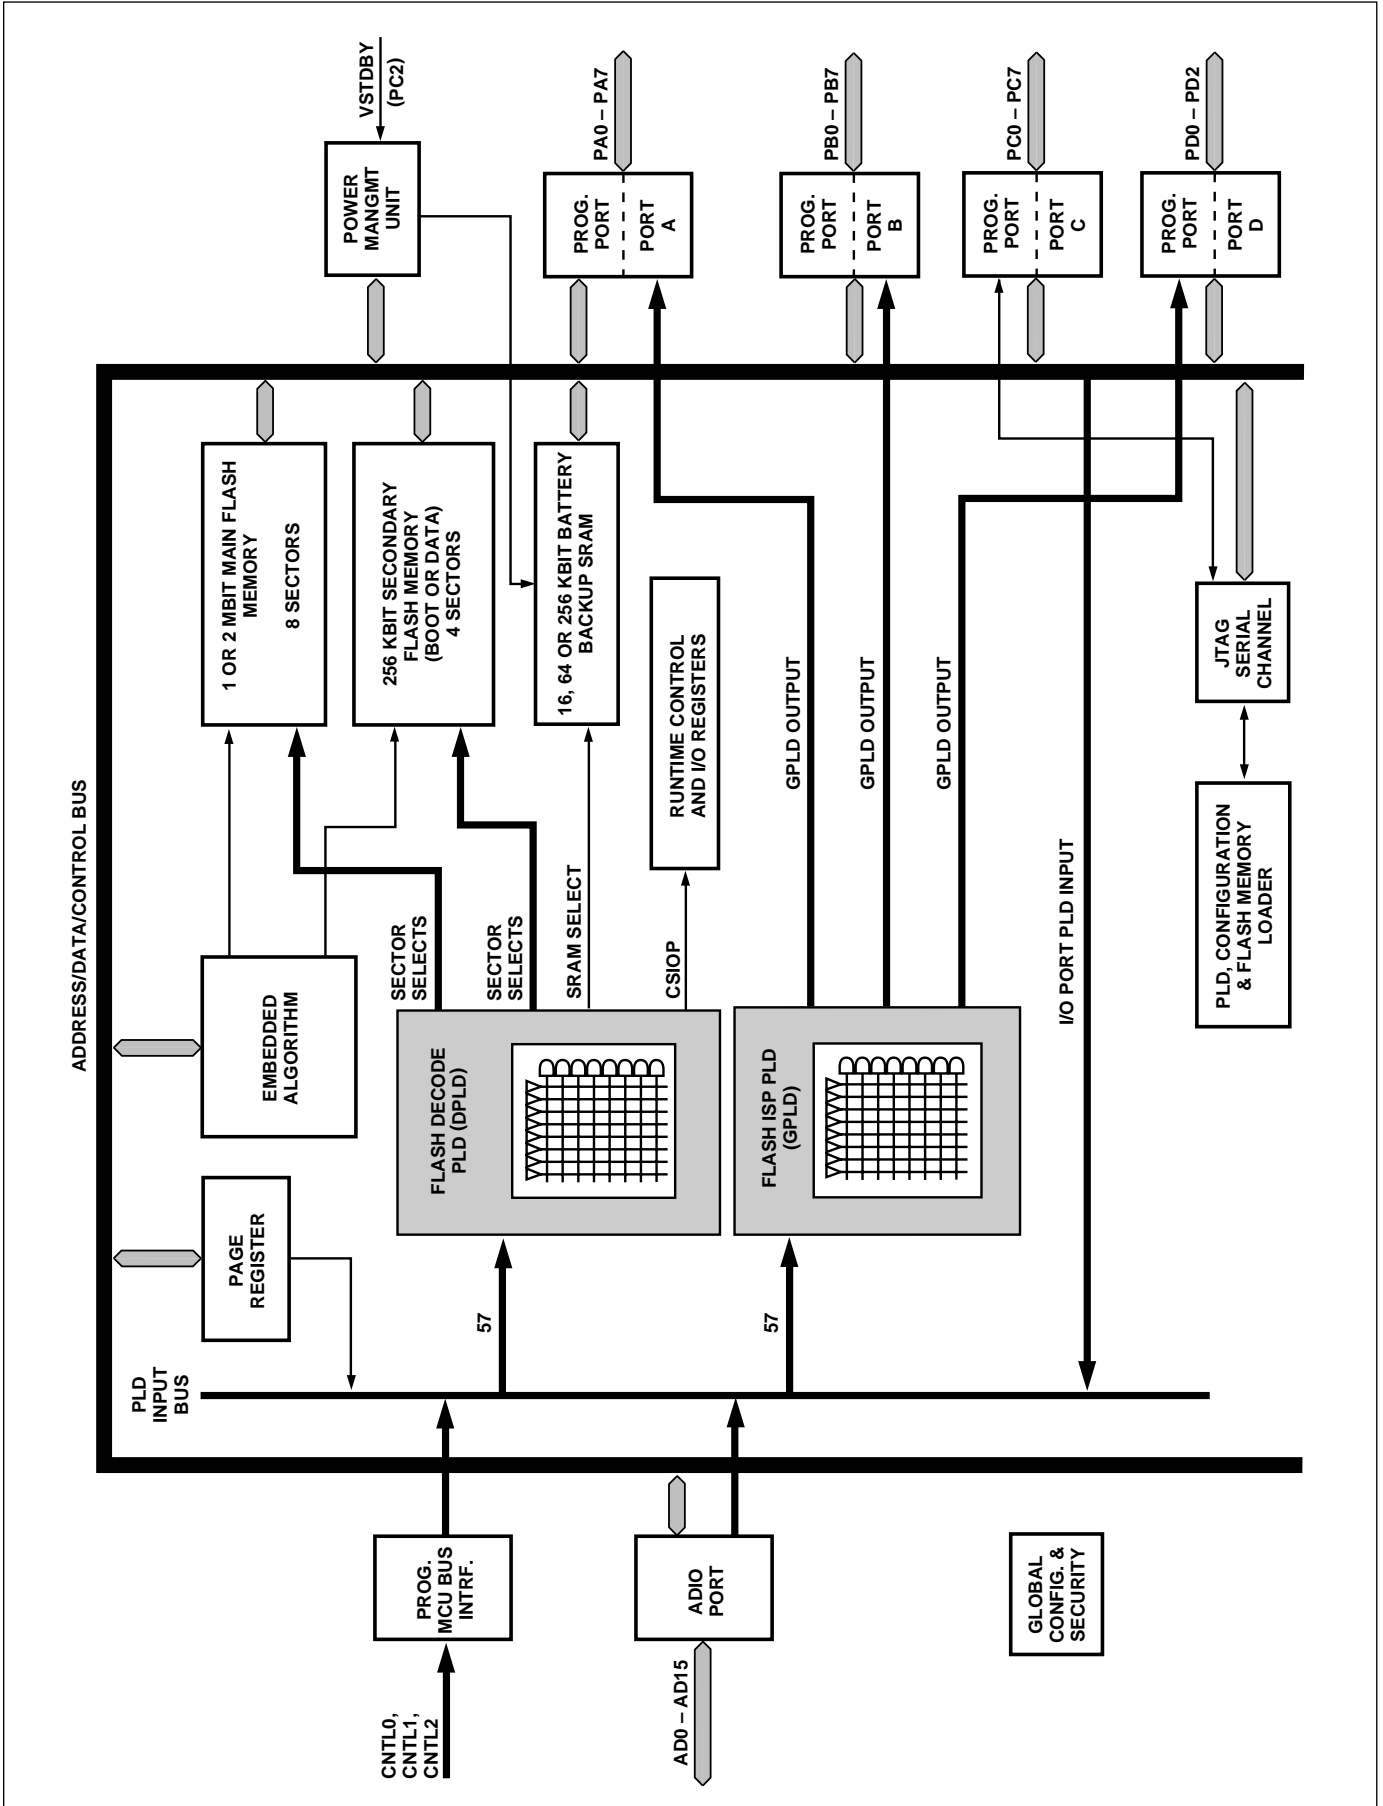 ADDRESS/DATA/CONTROL BUS
CNTL0,
CNTL1,
CNTL2
PROG.
MCU BUS
INTRF.
AD0 – AD15
ADIO
PORT
GLOBAL
CONFIG. &
SECURITY
PLD
INPUT
BUS
PAGE
REGISTER
EMBEDDED
ALGORITHM
57
57
FLASH DECODE
PLD (DPLD)
FLASH ISP PLD
(GPLD)
SECTOR
SELECTS
SECTOR
SELECTS
SRAM SELECT
CSIOP
1 OR 2 MBIT MAIN FLASH
MEMORY
8 SECTORS
256 KBIT SECONDARY
FLASH MEMORY
(BOOT OR DATA)
4 SECTORS
16, 64 OR 256 KBIT BATTERY
BACKUP SRAM
RUNTIME CONTROL
AND I/O REGISTERS
GPLD OUTPUT
GPLD OUTPUT
GPLD OUTPUT
I/O PORT PLD INPUT
PLD, CONFIGURATION
& FLASH MEMORY
LOADER
JTAG
SERIAL
CHANNEL
POWER
MANGMT
UNIT
VSTDBY
(PC2)
PROG.
PORT
PORT
A
PA0 – PA7
PROG.
PORT
PORT
B
PB0 – PB7
PROG.
PORT
PORT
C
PC0 – PC7
PROG.
PORT
PORT
D
PD0 – PD2